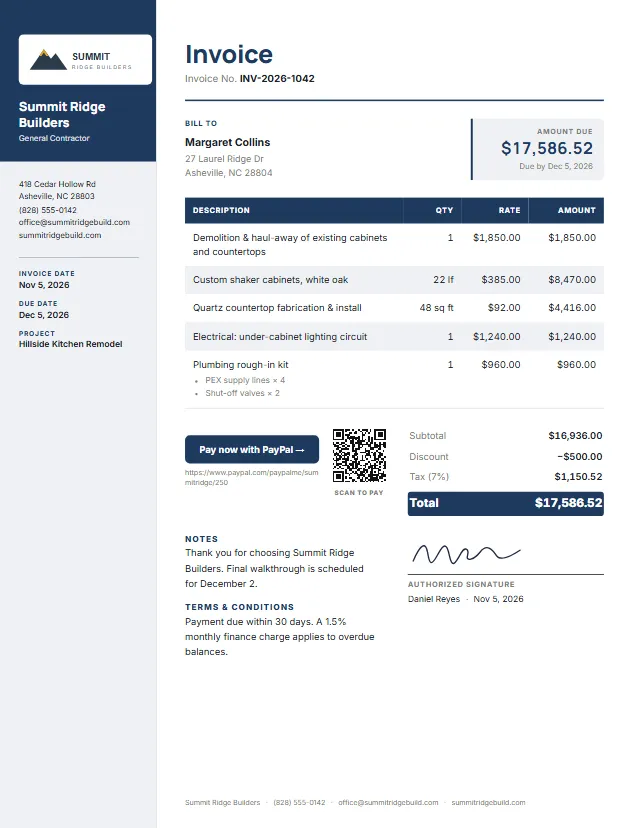 SUMMIT
RIDGE BUILDERS
Summit Ridge
Builders
General Contractor
418 Cedar Hollow Rd
Asheville, NC 28803
(828) 555-0142
office@summitridgebuild.com
summitridgebuild.com
INVOICE DATE
Nov 5, 2026
DUE DATE
Dec 5, 2026
PROJECT
Hillside Kitchen Remodel
Invoice
Invoice No. INV-2026-1042
BILL TO
Margaret Collins
27 Laurel Ridge Dr
Asheville, NC 28804
AMOUNT DUE
$17,586.52
Due by Dec 5, 2026
DESCRIPTION QTY RATE AMOUNT
Demolition & haul-away of existing cabinets 1 $1,850.00 $1,850.00
and countertops
Custom shaker cabinets, white oak 22 lf $385.00 $8,470.00
Quartz countertop fabrication & install 48 sq ft $92.00 $4,416.00
Electrical: under-cabinet lighting circuit 1 $1,240.00 $1,240.00
Plumbing rough-in kit 1 $960.00 $960.00
• PEX supply lines × 4
• Shut-off valves × 2
Pay now with PayPal →
https://www.paypal.com/paypalme/sum
mitridge/250
SCAN TO PAY
Subtotal $16,936.00
Discount −$500.00
Tax (7%) $1,150.52
Total $17,586.52
NOTES
Thank you for choosing Summit Ridge
Builders. Final walkthrough is scheduled
for December 2.
TERMS & CONDITIONS
Payment due within 30 days. A 1.5%
monthly finance charge applies to overdue
balances.
AUTHORIZED SIGNATURE
Daniel Reyes · Nov 5, 2026
Summit Ridge Builders · (828) 555-0142 · office@summitridgebuild.com · summitridgebuild.com